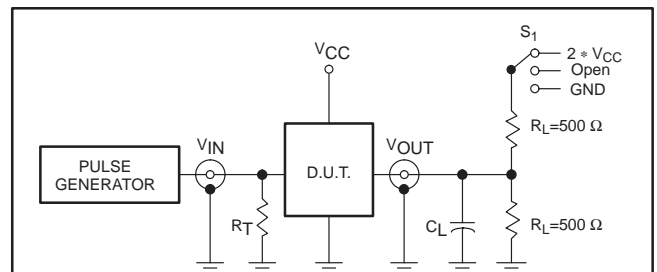 S1
2 * VCC
Open
GND
VCC
RL=500 Ω
VIN
VOUT
PULSE
GENERATOR
D.U.T.
RT
CL
RL=500 Ω